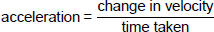 acceleration = change in velocity
time taken